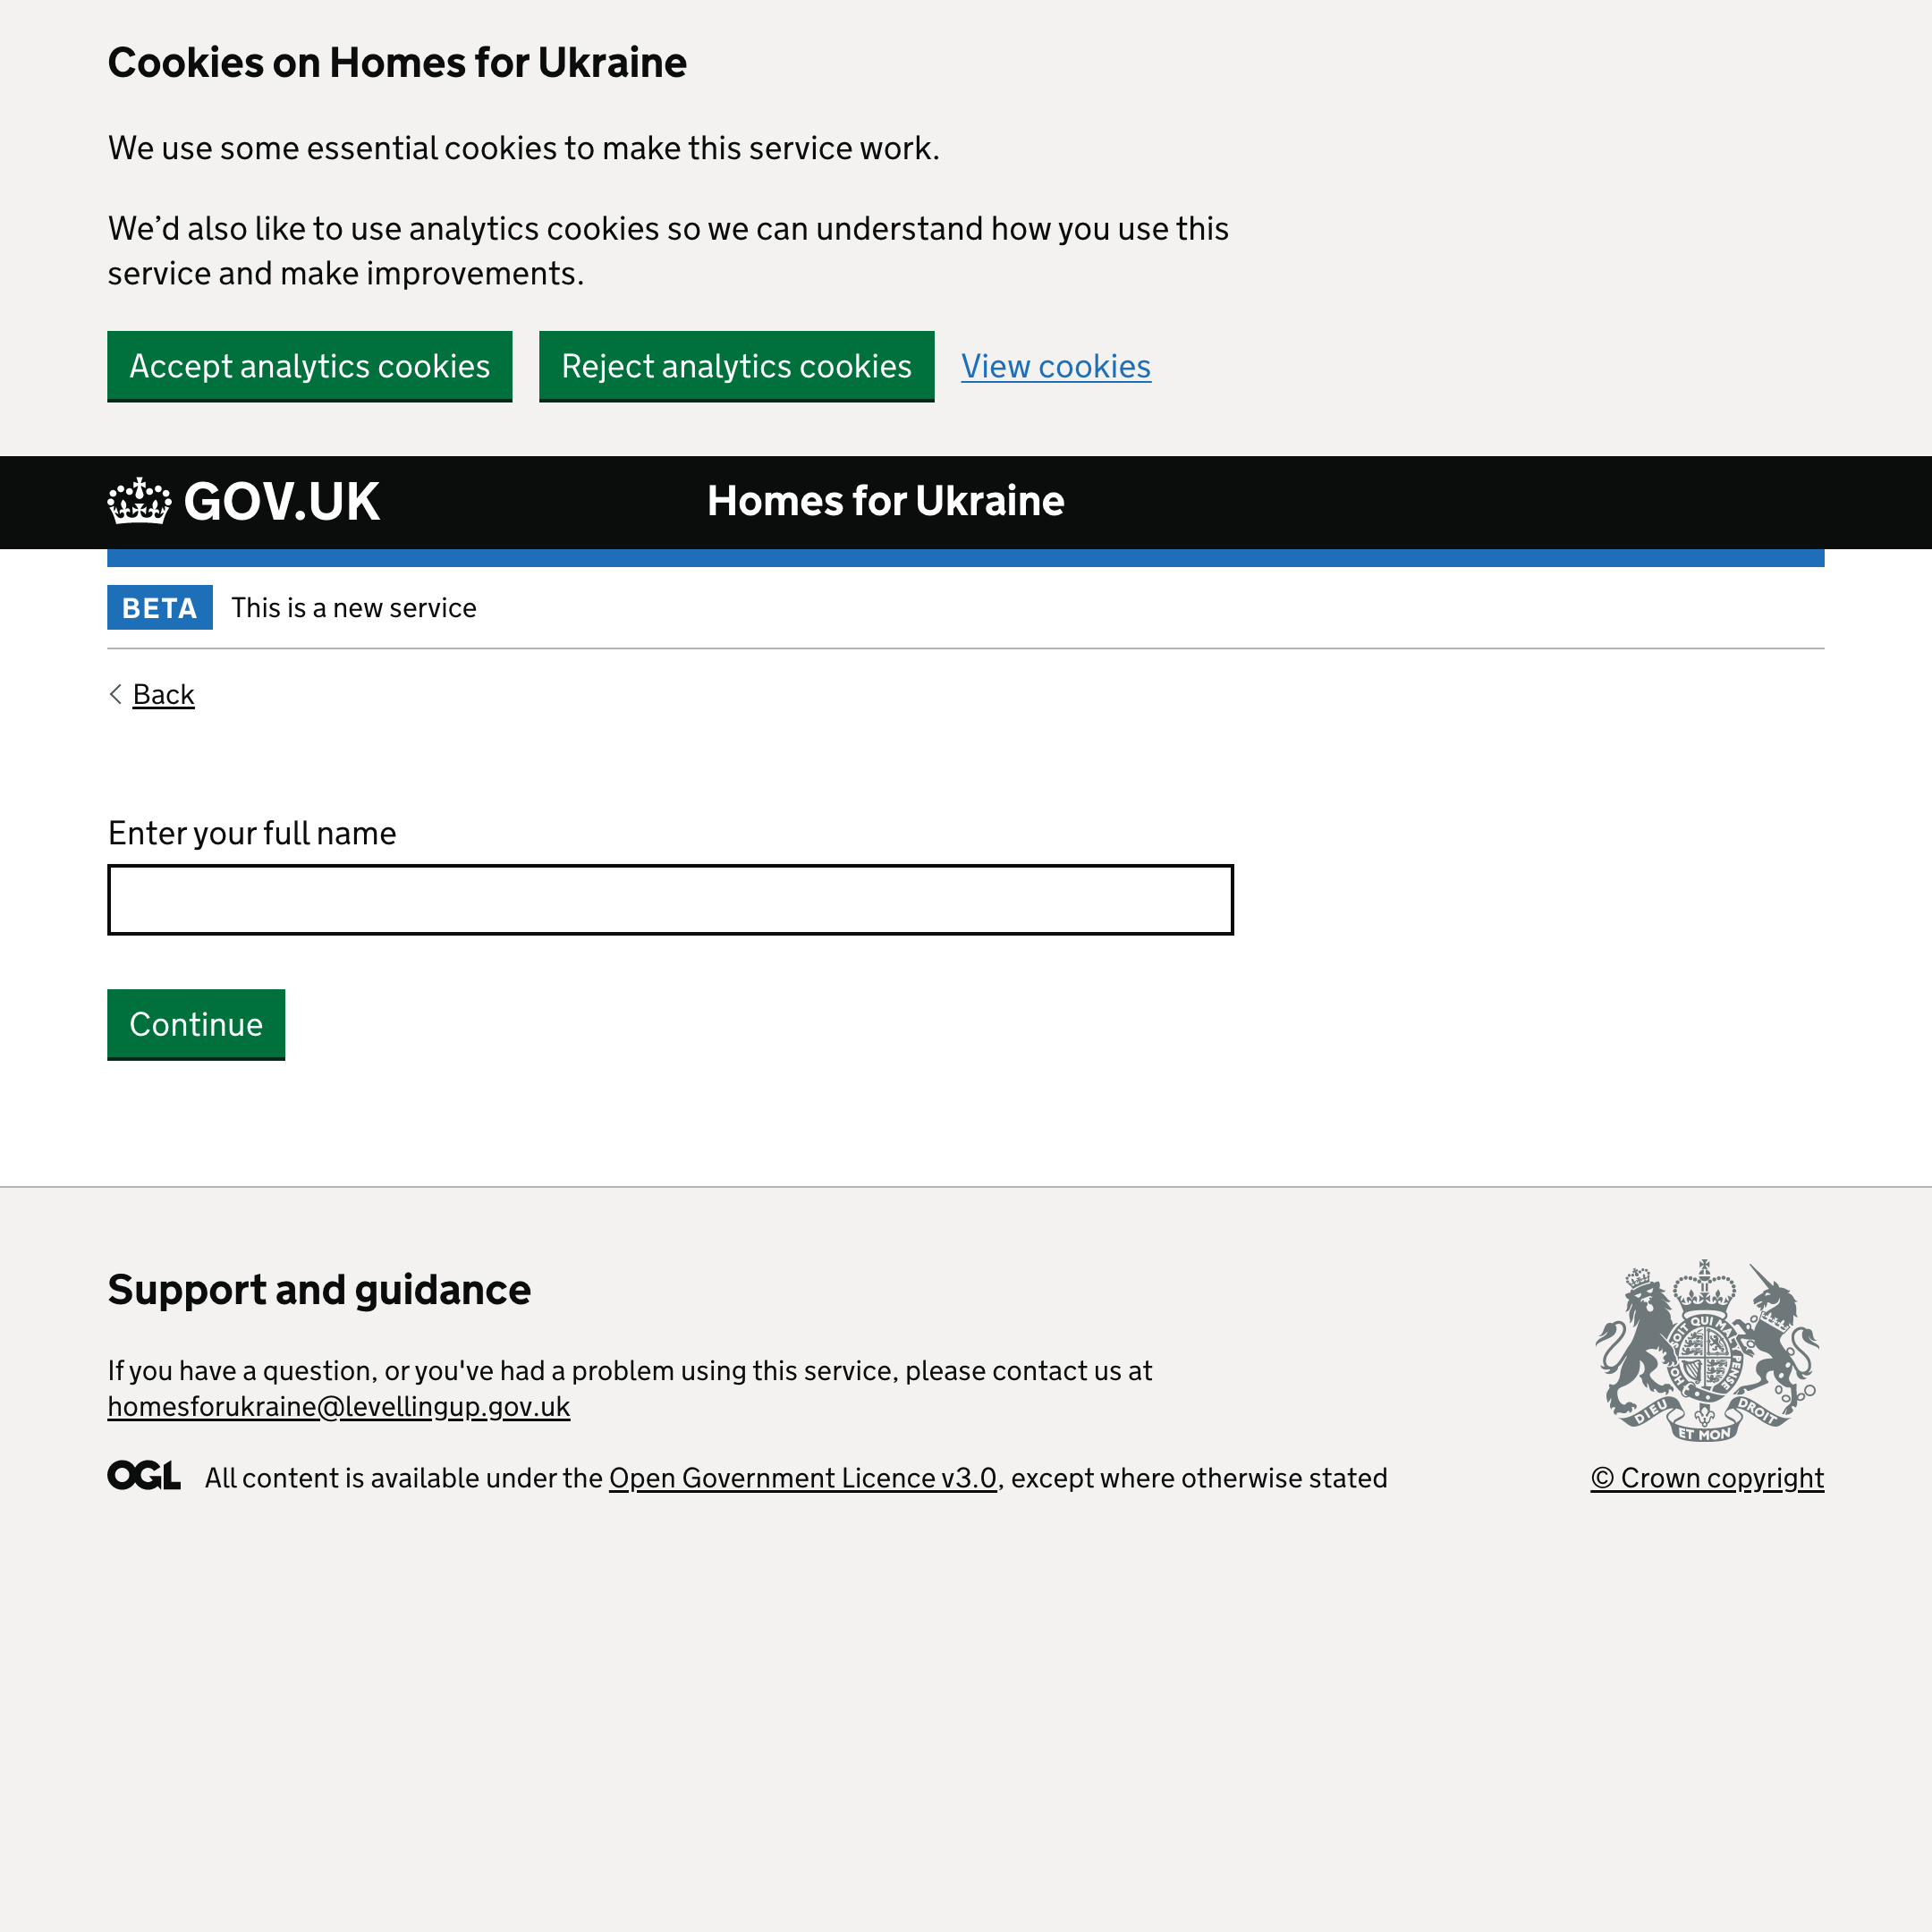 Cookies on Homes for Ukraine
We use some essential cookies to make this service work.
We’d also like to use analytics cookies so we can understand how you use this
service and make improvements.
Accept analytics cookies
Reject analytics cookies
View cookies
GOV.UK
Homes for Ukraine
BETA
This is a new service
Back
Enter your full name
Continue
Support and guidance
If you have a question, or you've had a problem using this service, please contact us at
homesforukraine@levellingup.gov.uk
DIEU ET MON DROIT
OGL
All content is available under the Open Government Licence v3.0, except where otherwise stated
© Crown copyright